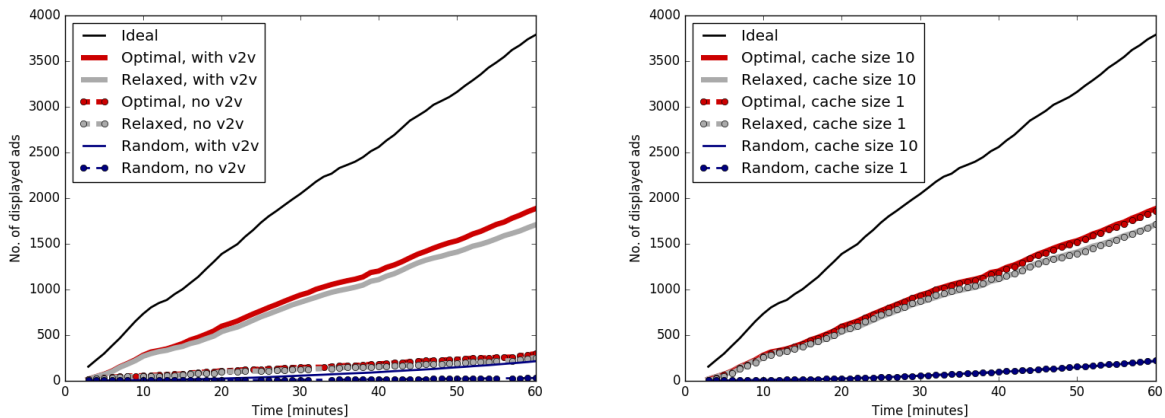 4000
3500
3000
2500
2000
1500
1000
500
0
No. of displayed ads
Ideal
Optimal, with v2v
Relaxed, with v2v
Optimal, no v2v
Relaxed, no v2v
Random, with v2v
Random, no v2v
0 10 20 30 40 50 60
Time [minutes]
4000
3500
3000
2500
2000
1500
1000
500
0
No. of displayed ads
Ideal
Optimal, cache size 10
Relaxed, cache size 10
Optimal, cache size 1
Relaxed, cache size 1
Random, cache size 10
Random, cache size 1
0 10 20 30 40 50 60
Time [minutes]